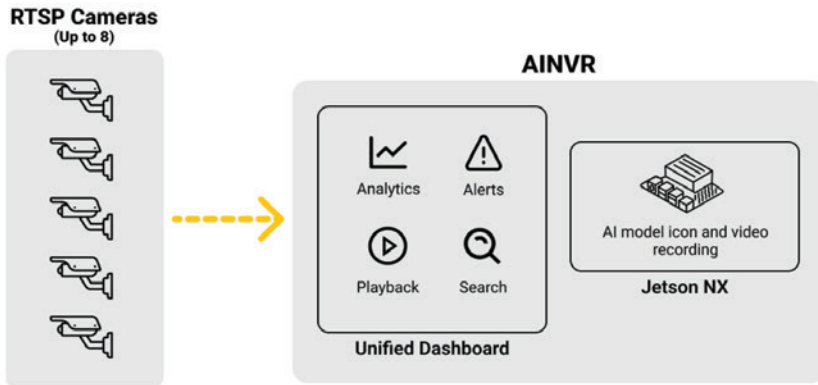 RTSP Cameras
(Up to 8)
AINVR
Analytics
Alerts
Playback
Search
Unified Dashboard
AI model icon and video
recording
Jetson NX